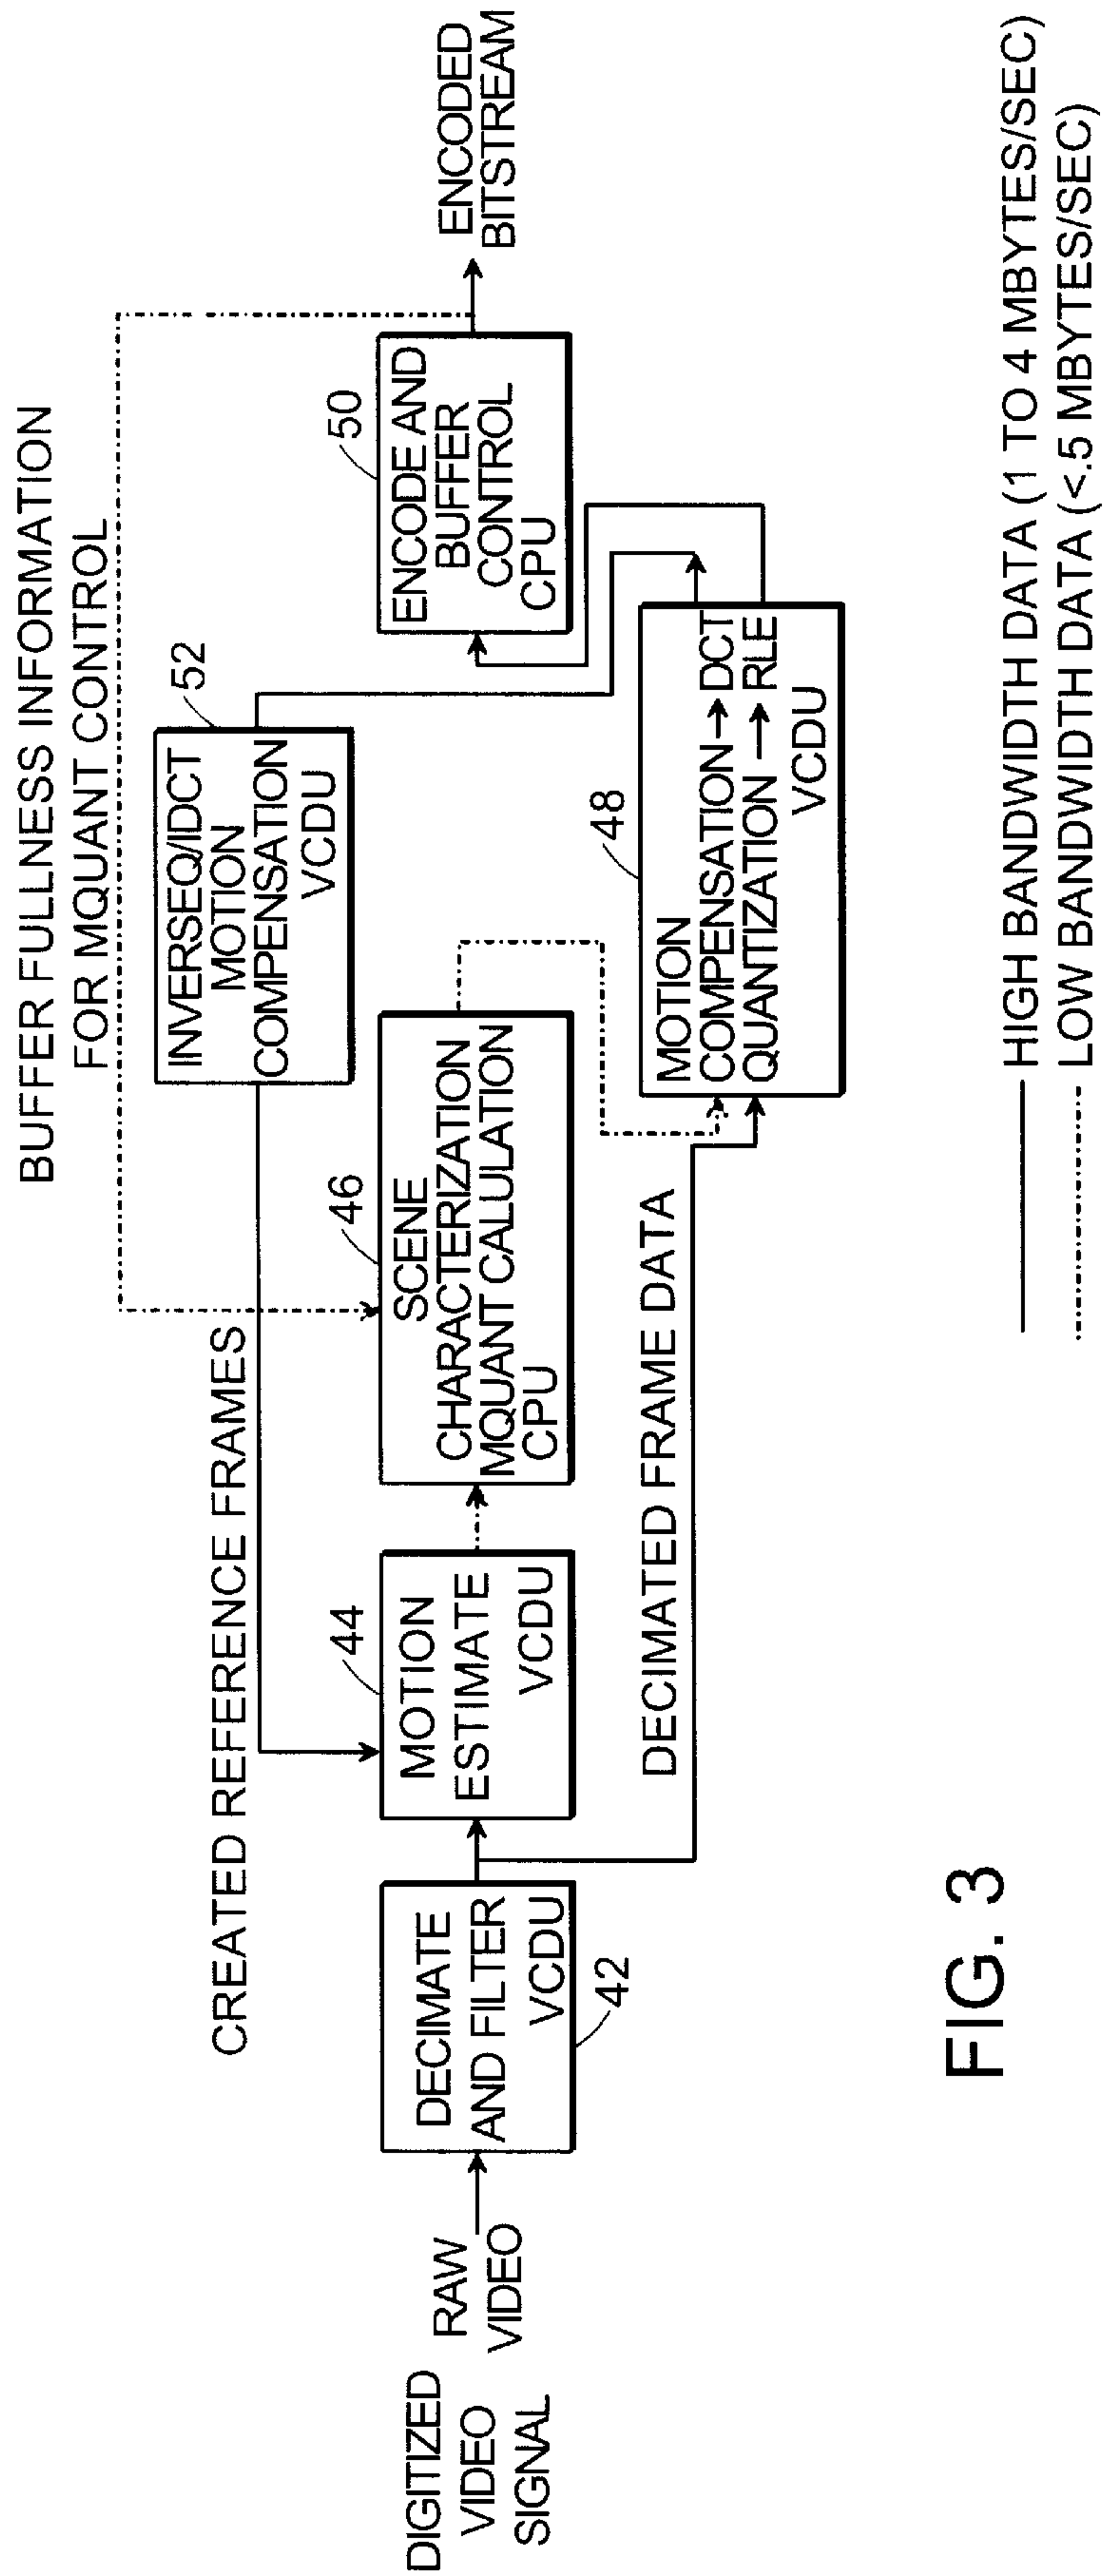 BUFFER FULLNESS INFORMATION
FOR MQUANT CONTROL
CREATED REFERENCE FRAMES
52
INVERSEQ/IDCT
MOTION
COMPENSATION
VCDU
DIGITIZED
VIDEO
SIGNAL
RAW
VIDEO
DECIMATE
AND FILTER
VCDU
42
44
MOTION
ESTIMATE
VCDU
46
SCENE
CHARACTERIZATION
MQUANT CALULATION
CPU
50
ENCODE AND
BUFFER
CONTROL
CPU
ENCODED
BITSTREAM
DECIMATED FRAME DATA
48
MOTION
COMPENSATION → DCT
QUANTIZATION → RLE
VCDU
FIG. 3
HIGH BANDWIDTH DATA (1 TO 4 MBYTES/SEC)
LOW BANDWIDTH DATA (<.5 MBYTES/SEC)